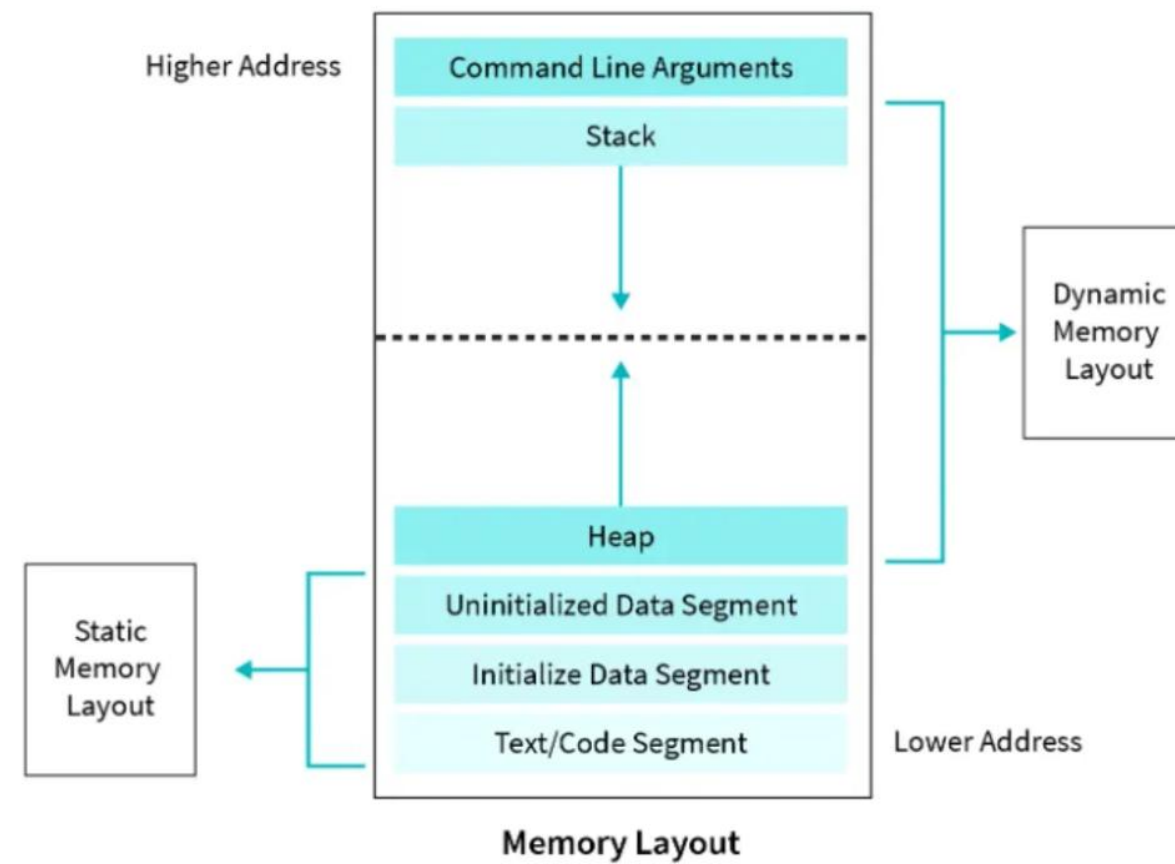 Higher Address
Command Line Arguments
Stack
Dynamic
Memory
Layout
Heap
Uninitialized Data Segment
Static
Memory
Layout
Initialize Data Segment
Text/Code Segment
Lower Address
Memory Layout